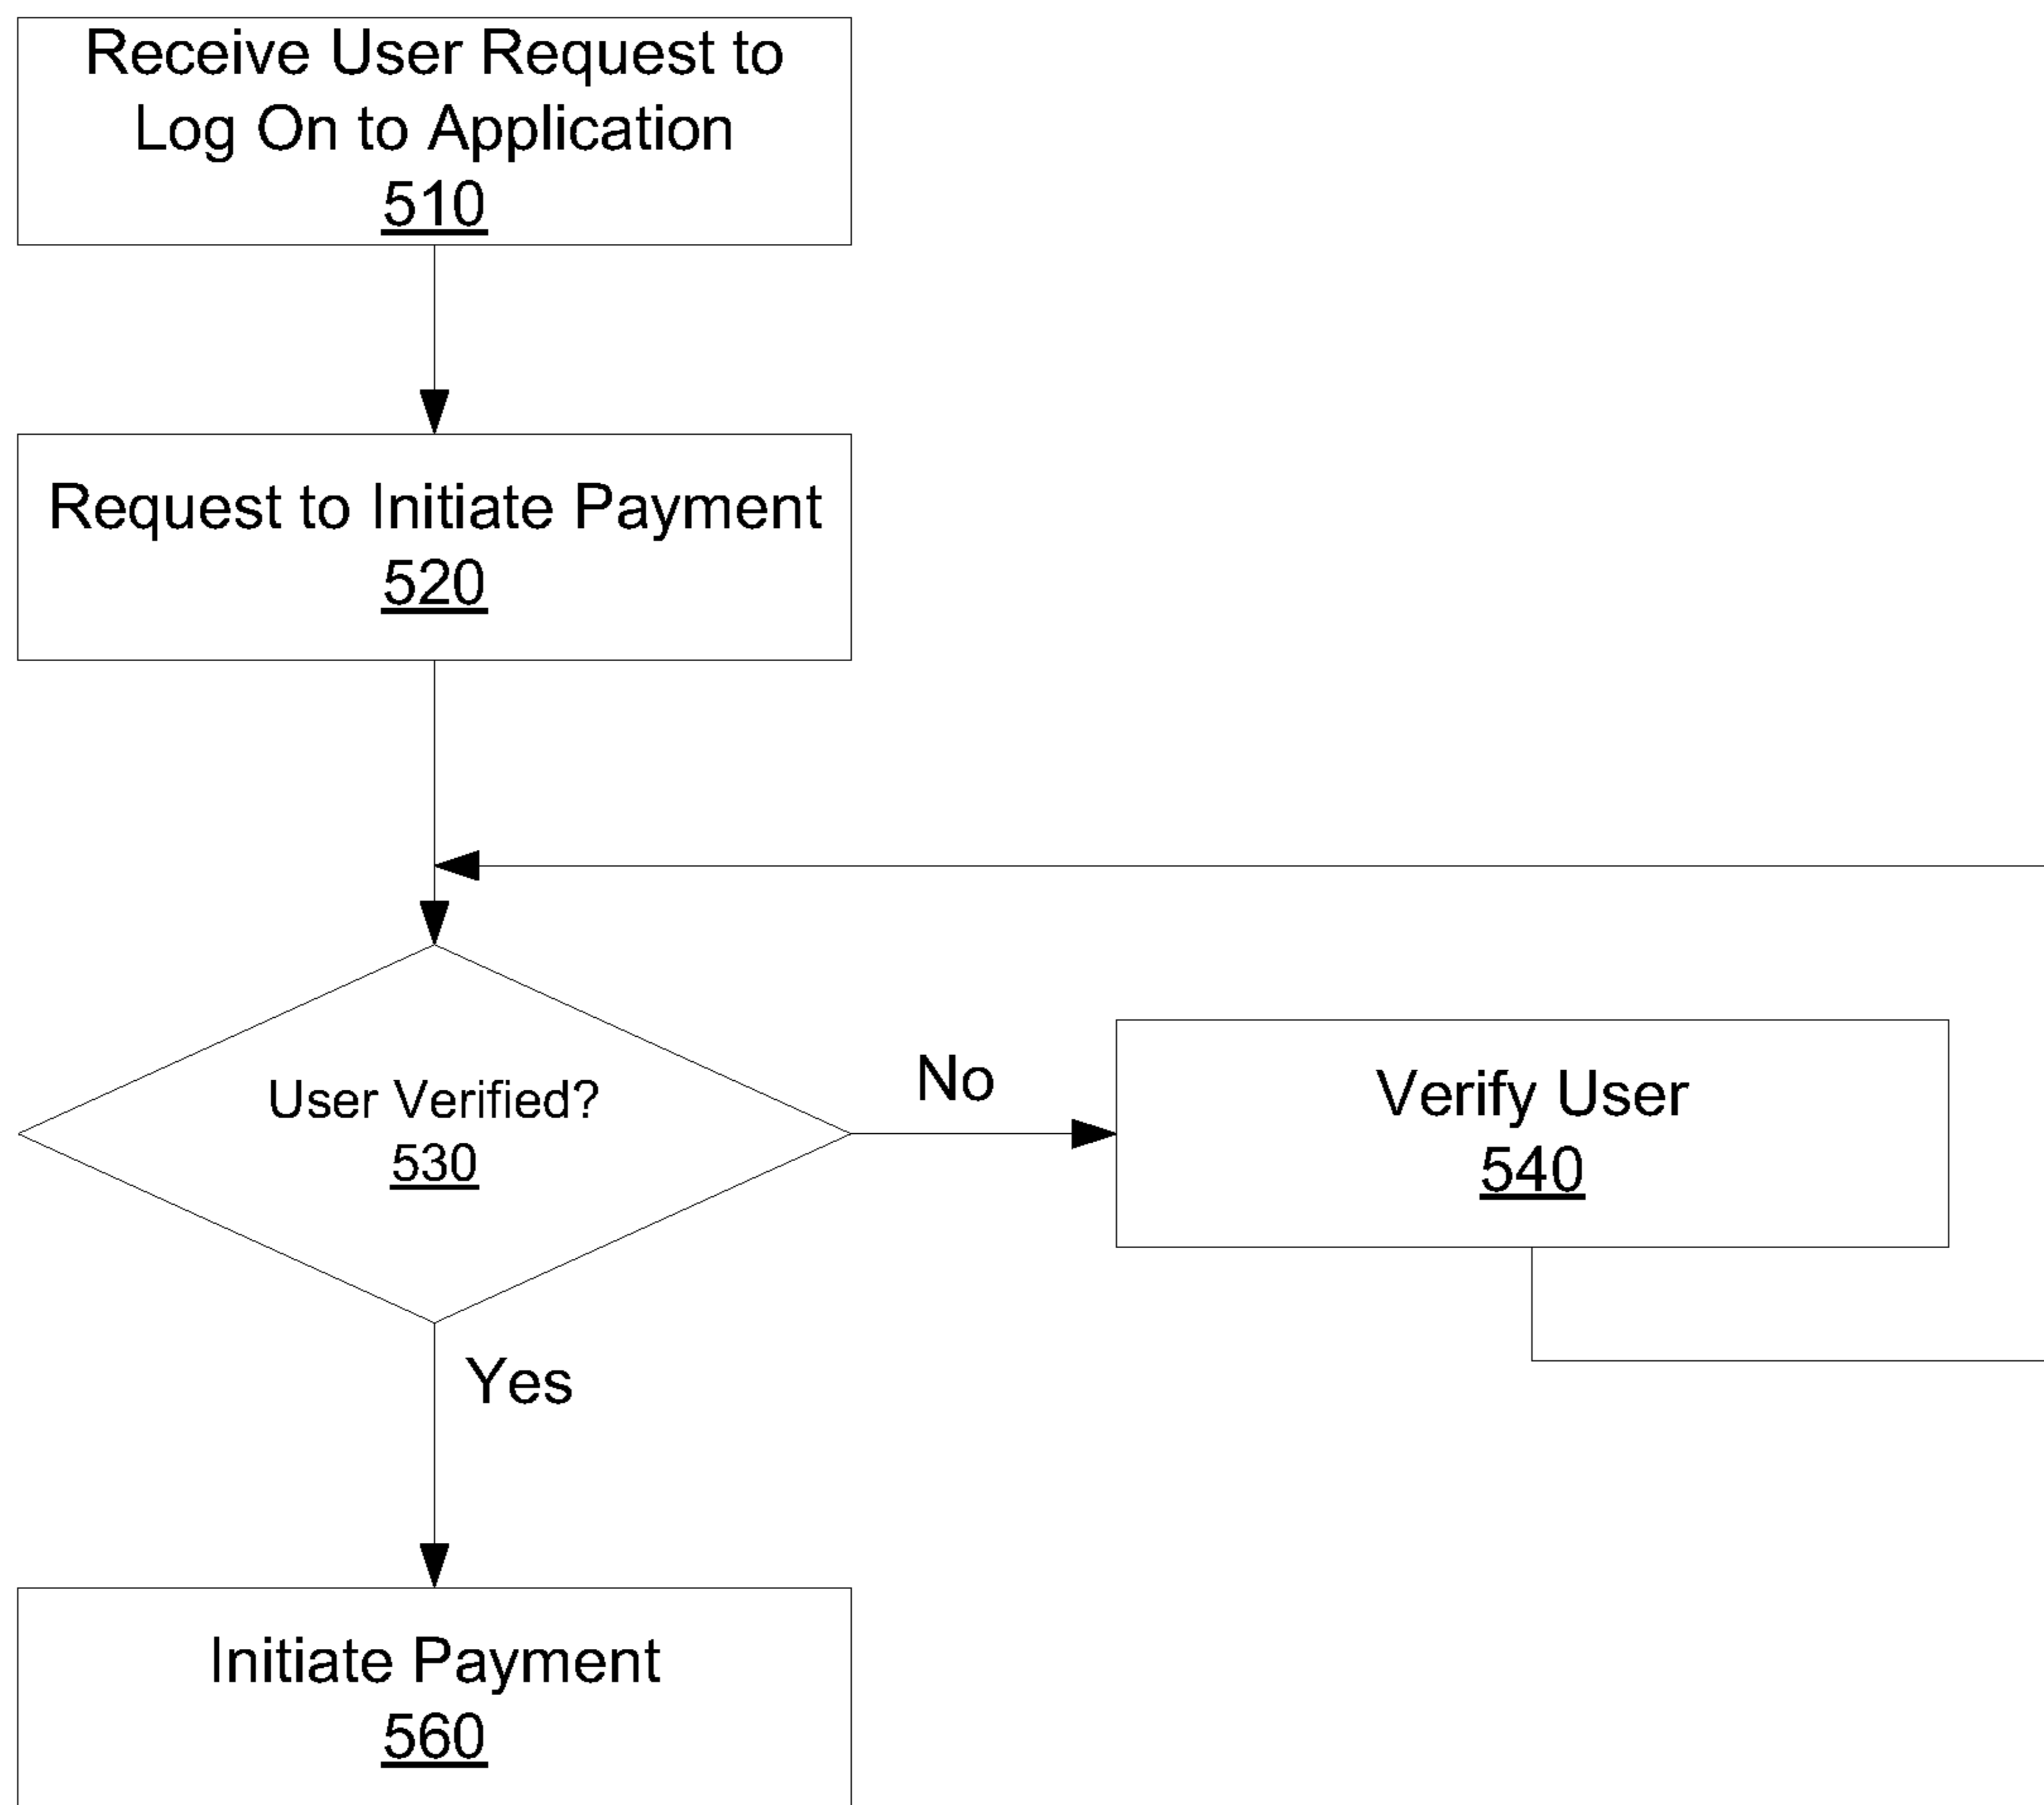 Receive User Request to
Log On to Application
510
Request to Initiate Payment
520
User Verified?
530
No
Verify User
540
Yes
Initiate Payment
560